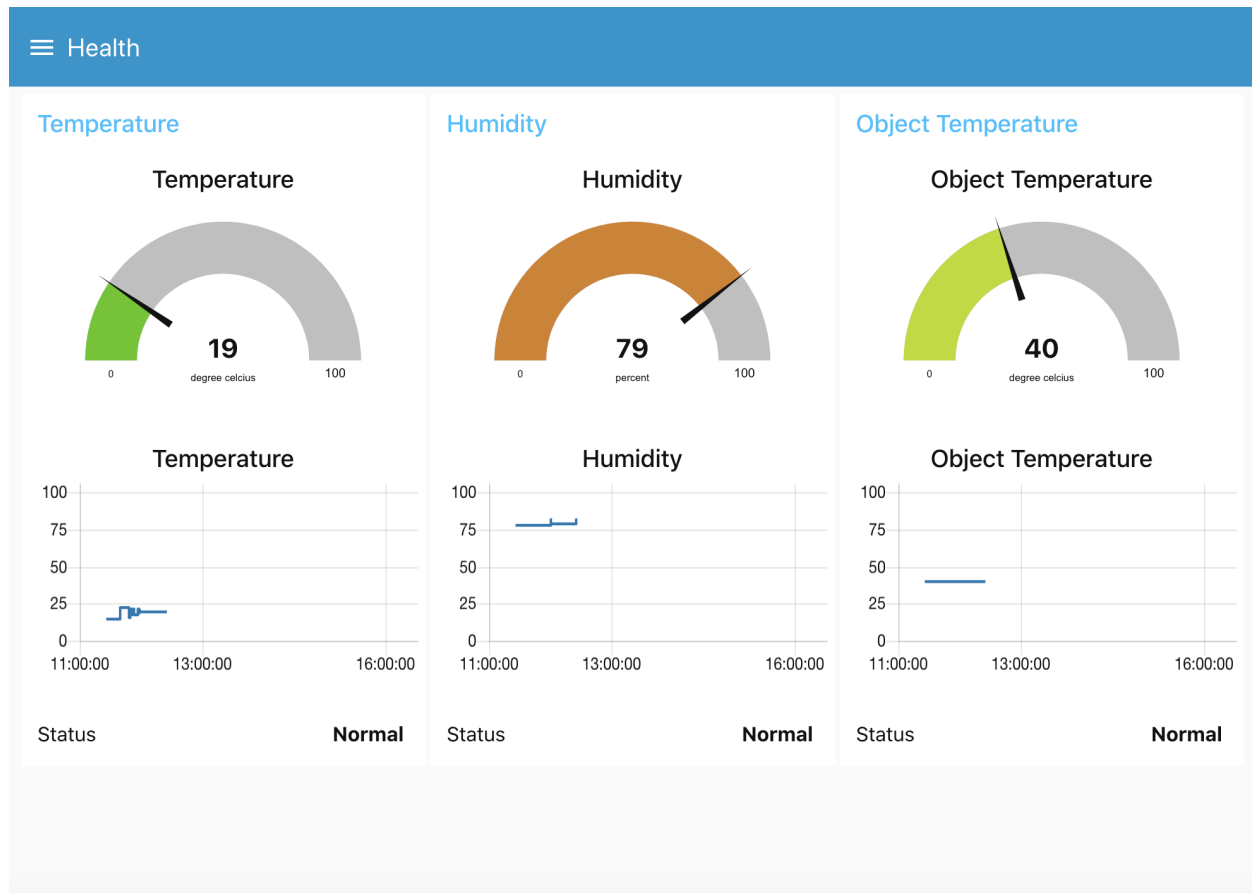 Health
Temperature
Temperature
19
0
degree celcius
100
Temperature
100
75
50
25
0
11:00:00 13:00:00 16:00:00
Status Normal
Humidity
Humidity
79
0
percent
100
Humidity
100
75
50
25
0
11:00:00 13:00:00 16:00:00
Status Normal
Object Temperature
Object Temperature
40
0
degree celcius
100
Object Temperature
100
75
50
25
0
11:00:00 13:00:00 16:00:00
Status Normal